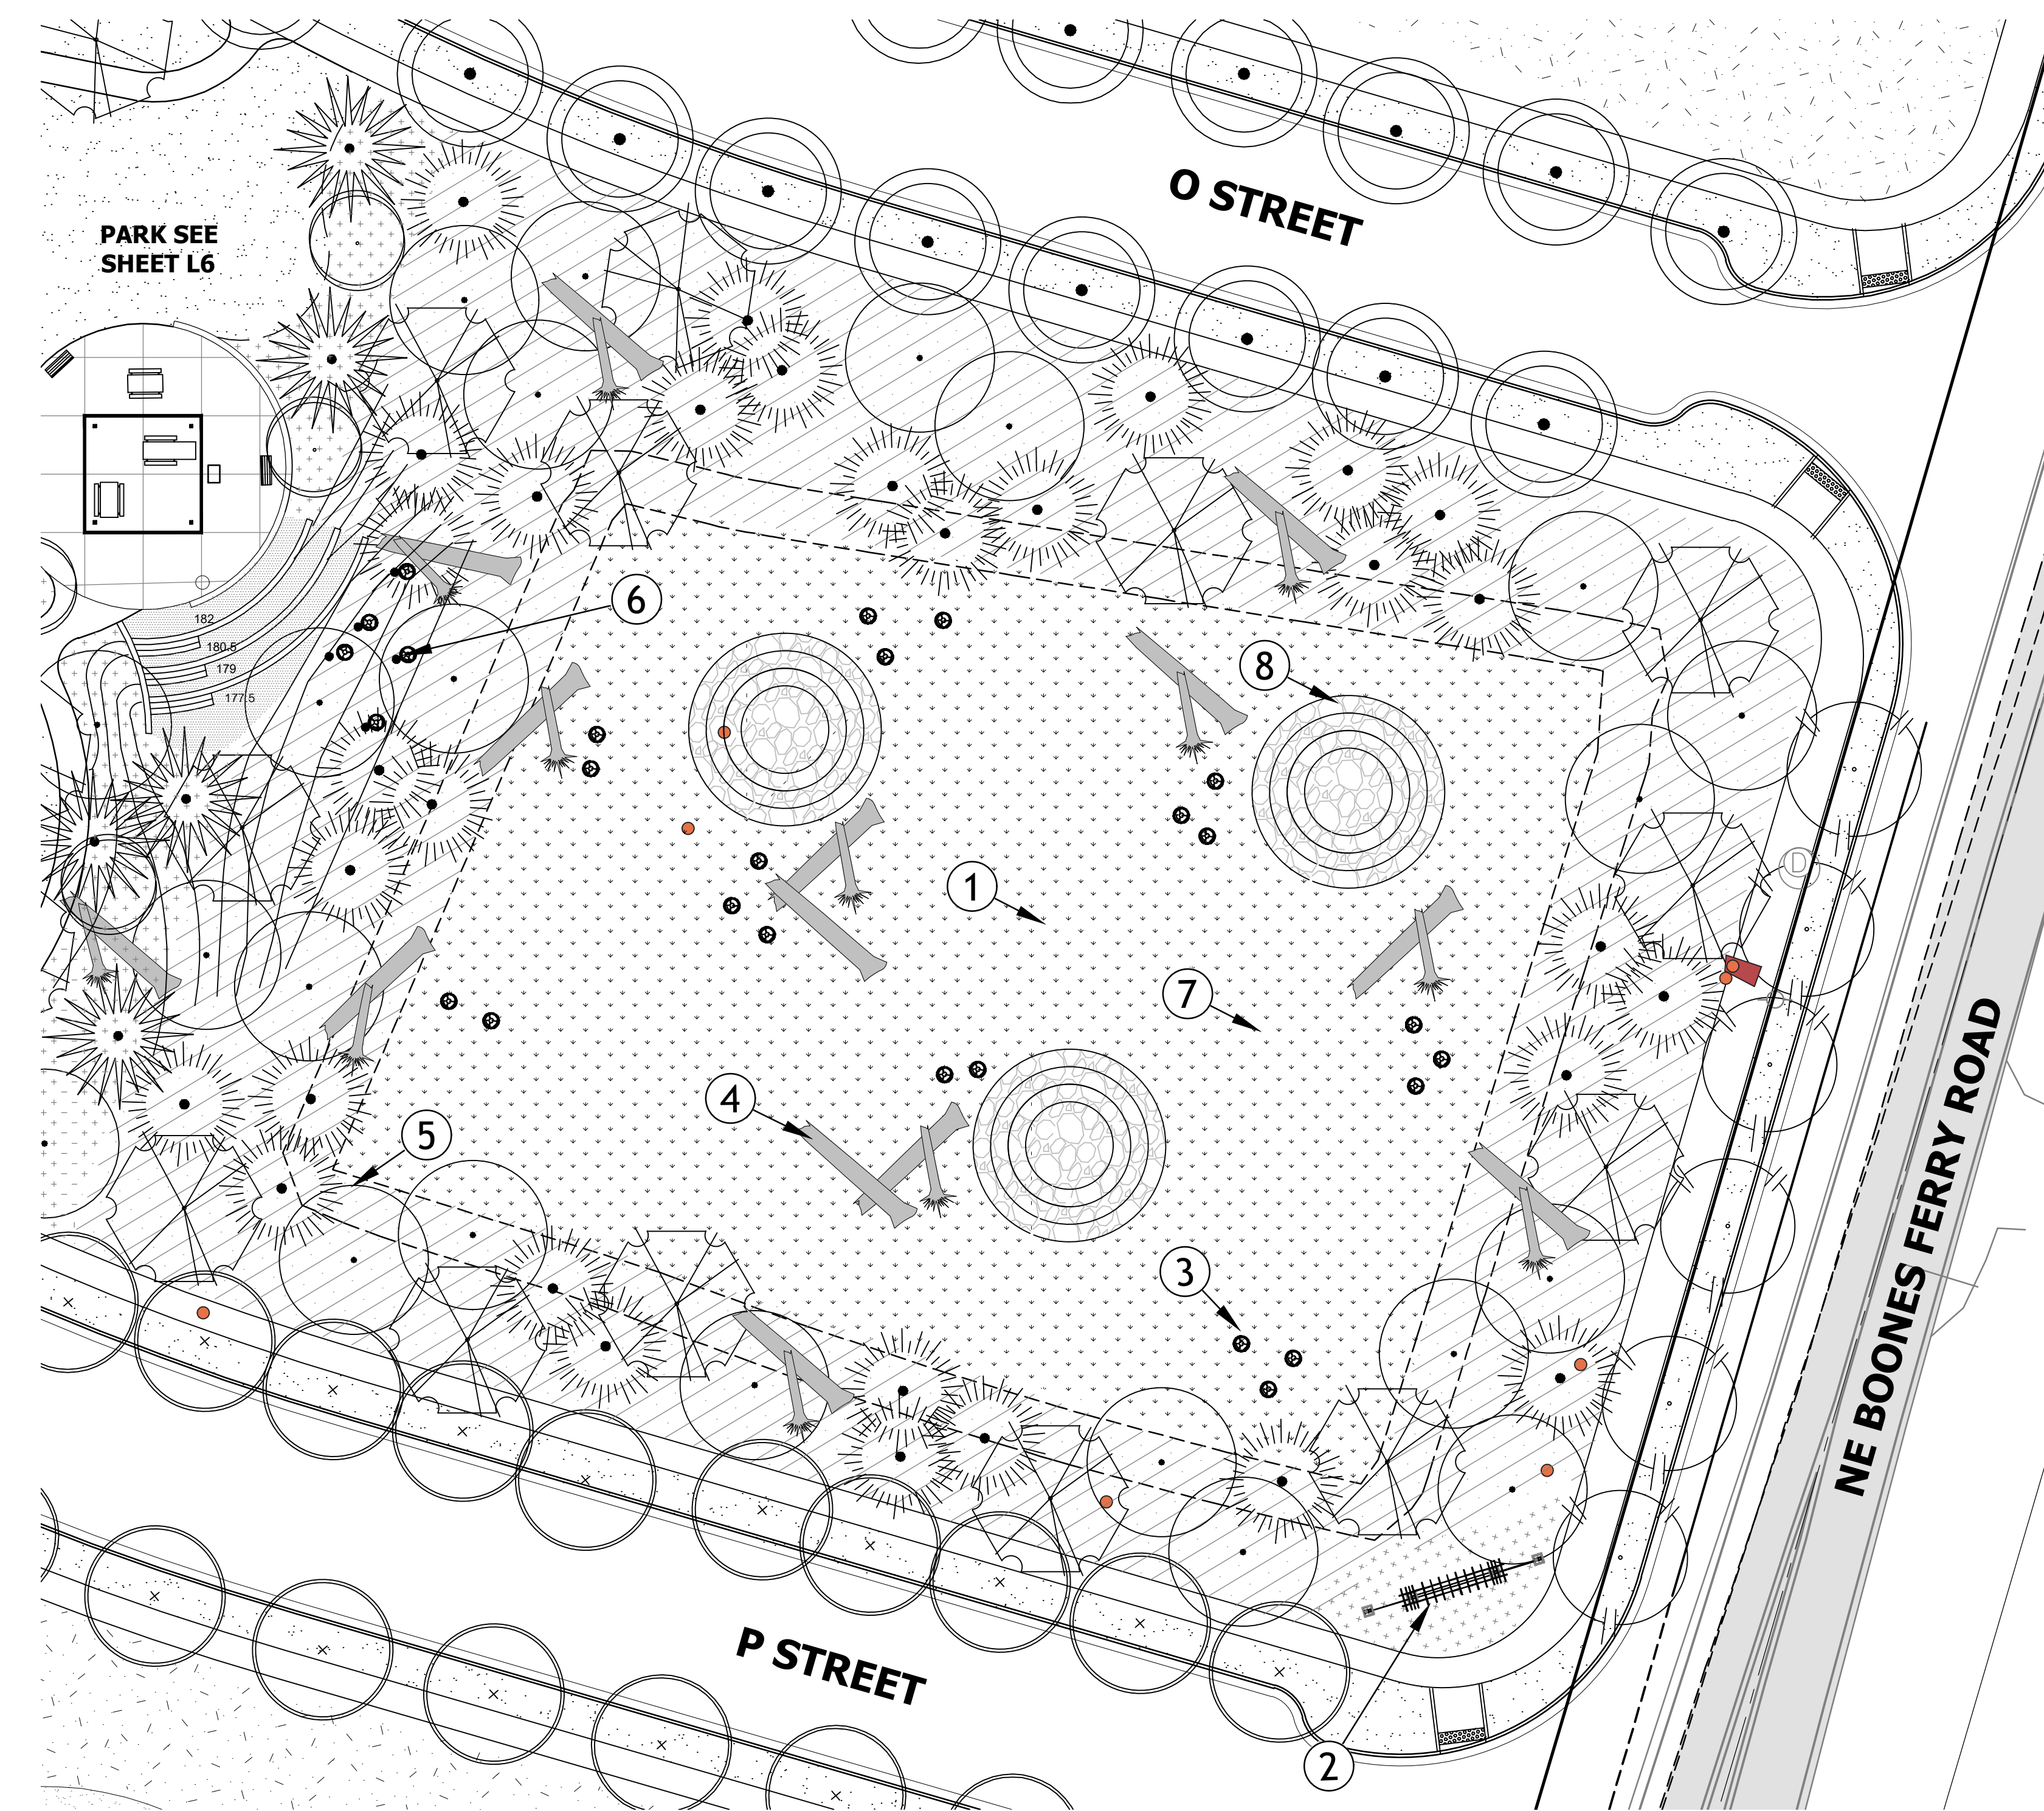 O STREET
PARK SEE
SHEET L6
6
182
180.5
179
177.5
8
D
1
7
4
5
3
NE BOONES FERRY ROAD
P STREET
2